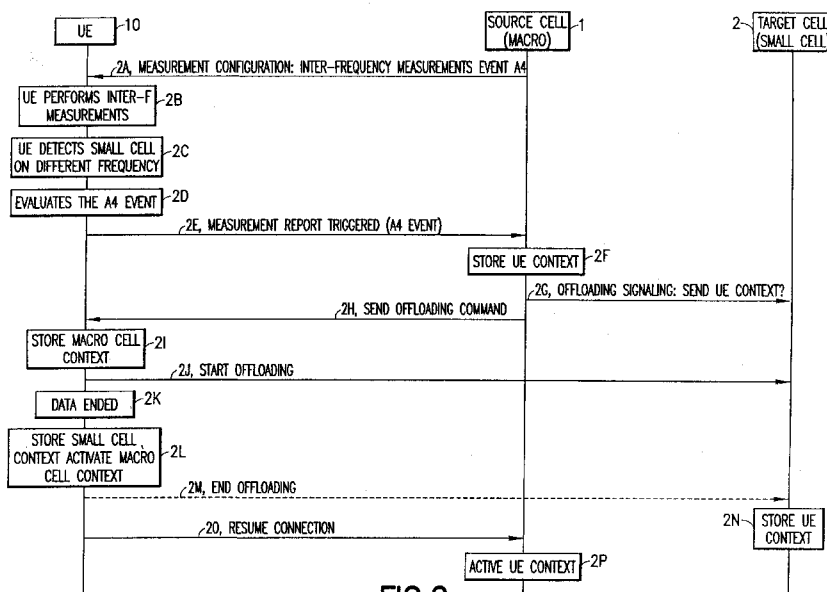 UE
10
SOURCE CELL
(MACRO)
1
2
TARGET CELL
(SMALL CELL)
2A, MEASUREMENT CONFIGURATION: INTER-FREQUENCY MEASUREMENTS EVENT A4
UE PERFORMS INTER-F
MEASUREMENTS
2B
UE DETECTS SMALL CELL
ON DIFFERENT FREQUENCY
2C
EVALUATES THE A4 EVENT
2D
2E, MEASUREMENT REPORT TRIGGERED (A4 EVENT)
STORE UE CONTEXT
2F
2G, OFFLOADING SIGNALING: SEND UE CONTEXT?
2H, SEND OFFLOADING COMMAND
STORE MACRO CELL
CONTEXT
2I
2J, START OFFLOADING
DATA ENDED
2K
STORE SMALL CELL
CONTEXT ACTIVATE MACRO
CELL CONTEXT
2L
2M, END OFFLOADING
2N
STORE UE
CONTEXT
2O, RESUME CONNECTION
ACTIVE UE CONTEXT
2P